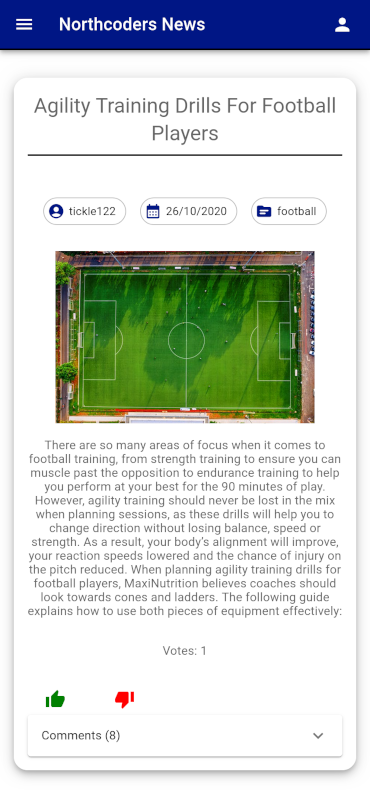 Northcoders News
Agility Training Drills For Football
Players
tickle122
26/10/2020
football
There are so many areas of focus when it comes to
football training, from strength training to ensure you can
muscle past the opposition to endurance training to help
you perform at your best for the 90 minutes of play.
However, agility training should never be lost in the mix
when planning sessions, as these drills will help you to
change direction without losing balance, speed or
strength. As a result, your body's alignment will improve,
your reaction speeds lowered and the chance of injury on
the pitch reduced. When planning agility training drills for
football players, MaxiNutrition believes coaches should
look towards cones and ladders. The following guide
explains how to use both pieces of equipment effectively:
Votes: 1
Comments (8)